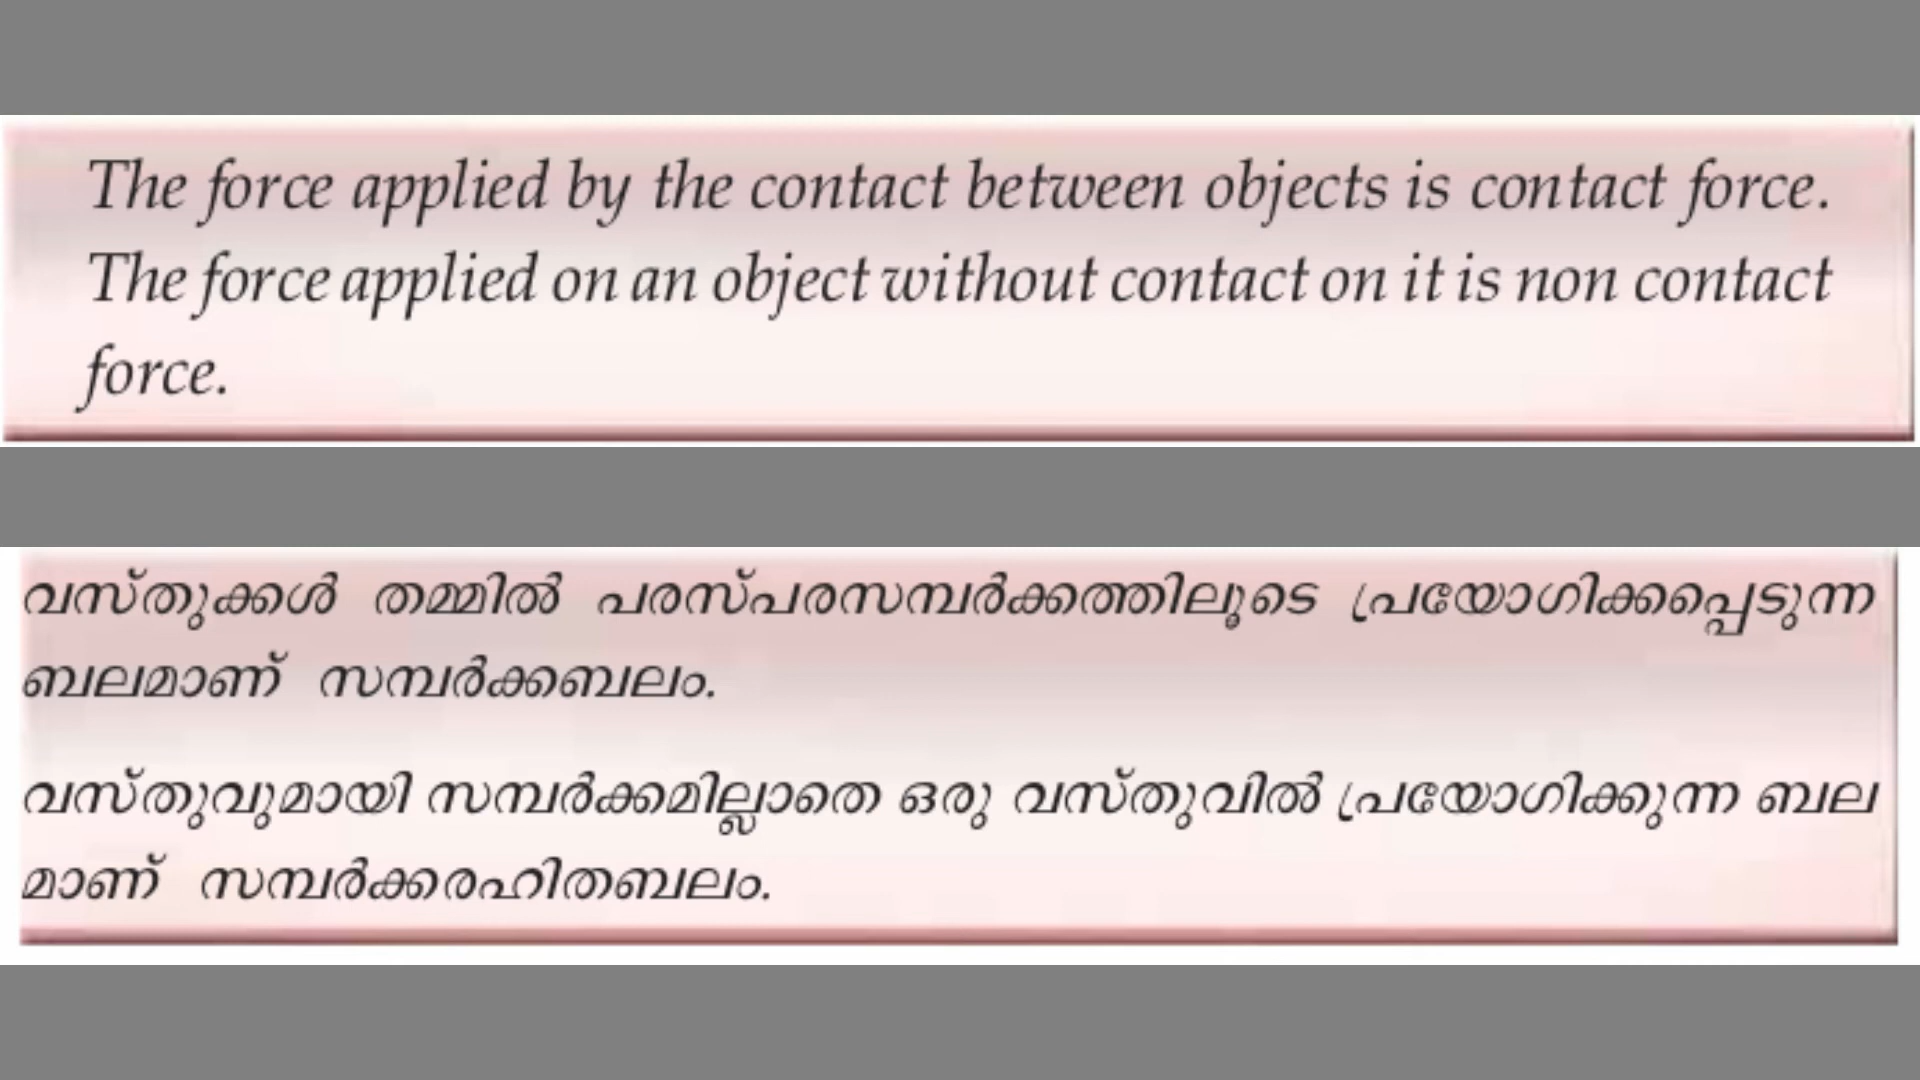 The force applied by the contact between objects is contact force.
The force applied on an object without contact on it is non contact
force.
വസ്തുക്കൾ തമ്മിൽ പരസ്പരസമ്പർക്കത്തിലൂടെ പ്രയോഗിക്കപ്പെടുന്ന
ബലമാണ് സമ്പർക്കബലം.
വസ്തുവുമായി സമ്പർക്കമില്ലാതെ ഒരു വസ്തുവിൽ പ്രയോഗിക്കുന്ന ബല
മാണ് സമ്പർക്കരഹിതബലം.